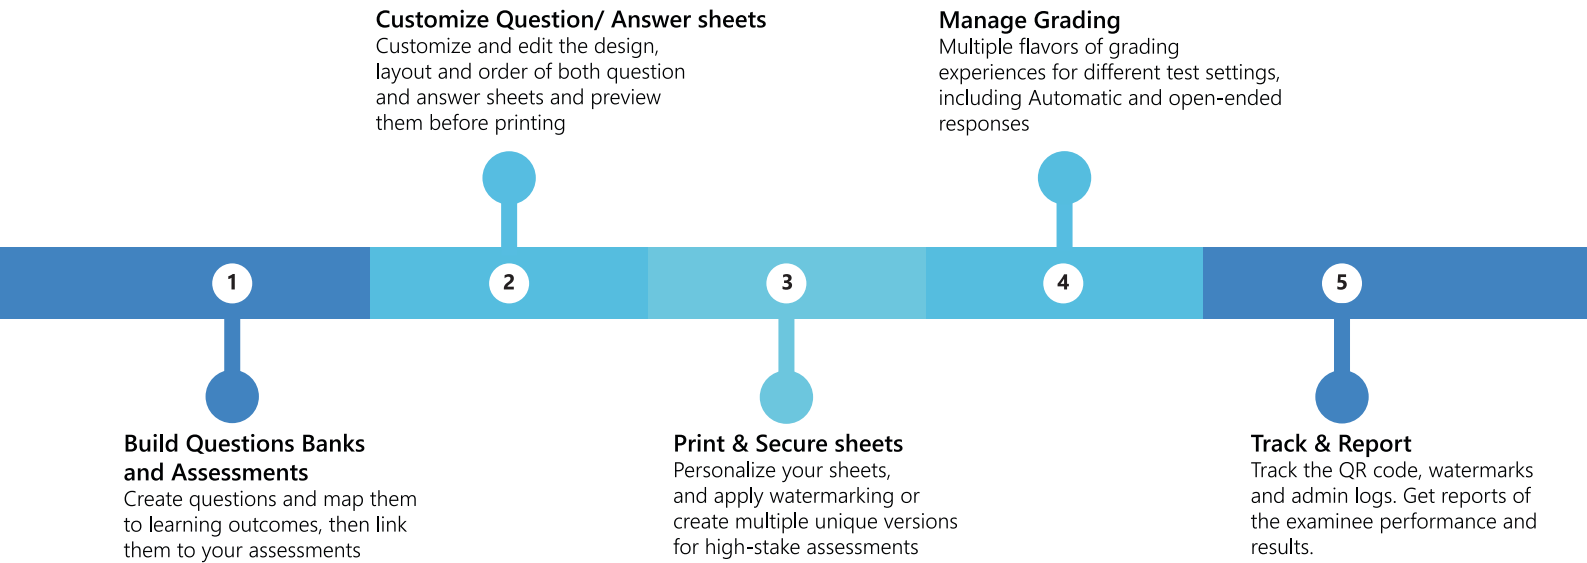 Customize Question/ Answer sheets
Customize and edit the design,
layout and order of both question
and answer sheets and preview
them before printing
Manage Grading
Multiple flavors of grading
experiences for different test settings,
including Automatic and open-ended
responses
1
2
3
4
5
Build Questions Banks
and Assessments
Create questions and map them
to learning outcomes, then link
them to your assessments
Print & Secure sheets
Personalize your sheets,
and apply watermarking or
create multiple unique versions
for high-stake assessments
Track & Report
Track the QR code, watermarks
and admin logs. Get reports of
the examinee performance and
results.